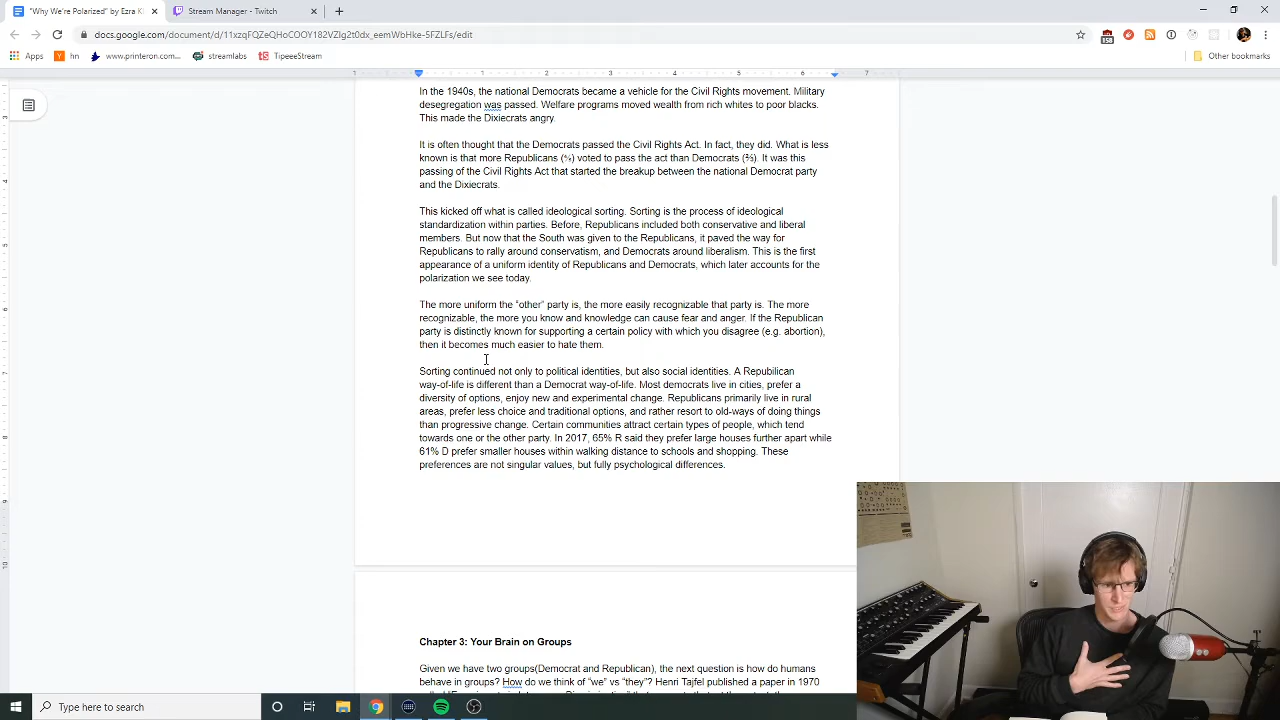 "Why We're Polarized" by Ezra Kl
Stream Manager - Twitch
docs.google.com/document/d/11xzqFQZeQHoCOOY182VZIg2t0dx_eemWbHke-5FZLFs/edit
158
Apps
hn
www.printeron.com...
streamlabs
TipeeeStream
Other bookmarks
In the 1940s, the national Democrats became a vehicle for the Civil Rights movement. Military
desegregation was passed. Welfare programs moved wealth from rich whites to poor blacks.
This made the Dixiecrats angry.
It is often thought that the Democrats passed the Civil Rights Act. In fact, they did. What is less
known is that more Republicans (⅘) voted to pass the act than Democrats (⅔). It was this
passing of the Civil Rights Act that started the breakup between the national Democrat party
and the Dixiecrats.
This kicked off what is called ideological sorting. Sorting is the process of ideological
standardization within parties. Before, Republicans included both conservative and liberal
members. But now that the South was given to the Republicans, it paved the way for
Republicans to rally around conservatism, and Democrats around liberalism. This is the first
appearance of a uniform identity of Republicans and Democrats, which later accounts for the
polarization we see today.
The more uniform the "other" party is, the more easily recognizable that party is. The more
recognizable, the more you know and knowledge can cause fear and anger. If the Republican
party is distinctly known for supporting a certain policy with which you disagree (e.g. abortion),
then it becomes much easier to hate them.
Sorting continued not only to political identities, but also social identities. A Republican
way-of-life is different than a Democrat way-of-life. Most democrats live in cities, prefer a
diversity of options, enjoy new and experimental change. Republicans primarily live in rural
areas, prefer less choice and traditional options, and rather resort to old-ways of doing things
than progressive change. Certain communities attract certain types of people, which tend
towards one or the other party. In 2017, 65% R said they prefer large houses further apart while
61% D prefer smaller houses within walking distance to schools and shopping. These
preferences are not singular values, but fully psychological differences.
Chapter 3: Your Brain on Groups
Given we have two groups(Democrat and Republican), the next question is how do humans
behave in groups? How do we think of "we" vs "they"? Henri Tajfel published a paper in 1970
Type here to search